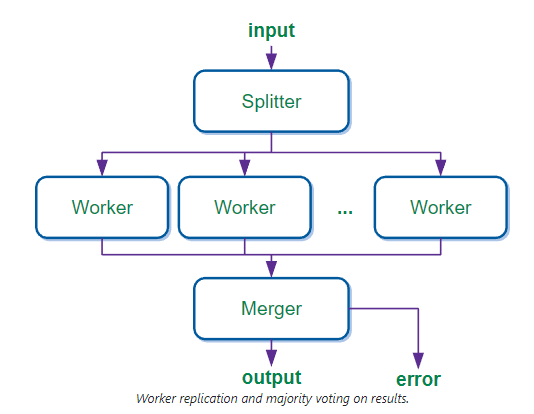 input
Splitter
Worker Worker ... Worker
Merger
output
error
Worker replication and majority voting on results.